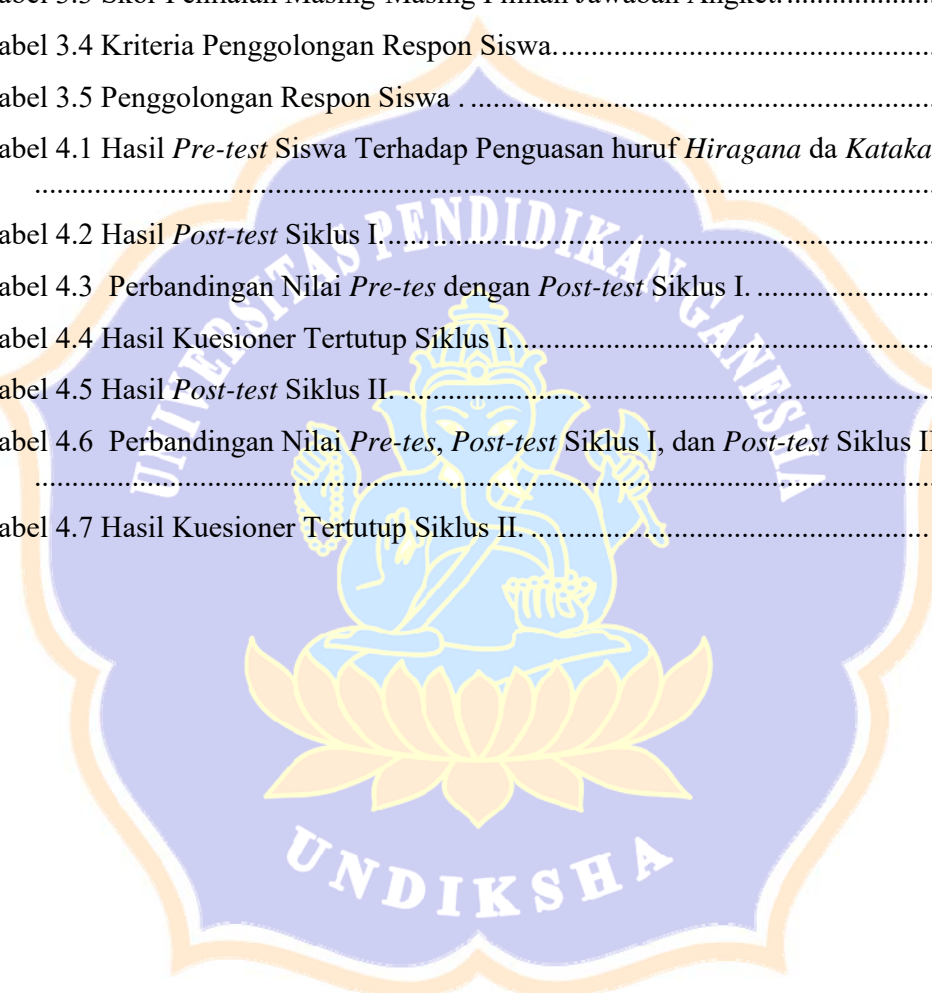 abel 3.4 Kriteria Penggolongan Respon Siswa.
abel 3.5 Penggolongan Respon Siswa .
abel 4.1 Hasil Pre-test Siswa Terhadap Penguasan huruf Hiragana da Kataka
abel 4.2 Hasil Post-test Siklus I.
abel 4.3 Perbandingan Nilai Pre-tes dengan Post-test Siklus I.
abel 4.4 Hasil Kuesioner Tertutup Siklus I.
abel 4.5 Hasil Post-test Siklus II.
abel 4.6 Perbandingan Nilai Pre-tes, Post-test Siklus I, dan Post-test Siklus II
abel 4.7 Hasil Kuesioner Tertutup Siklus II.
UNIVERSITAS PENDIDIKAN GANESHA
UNDIKSHA